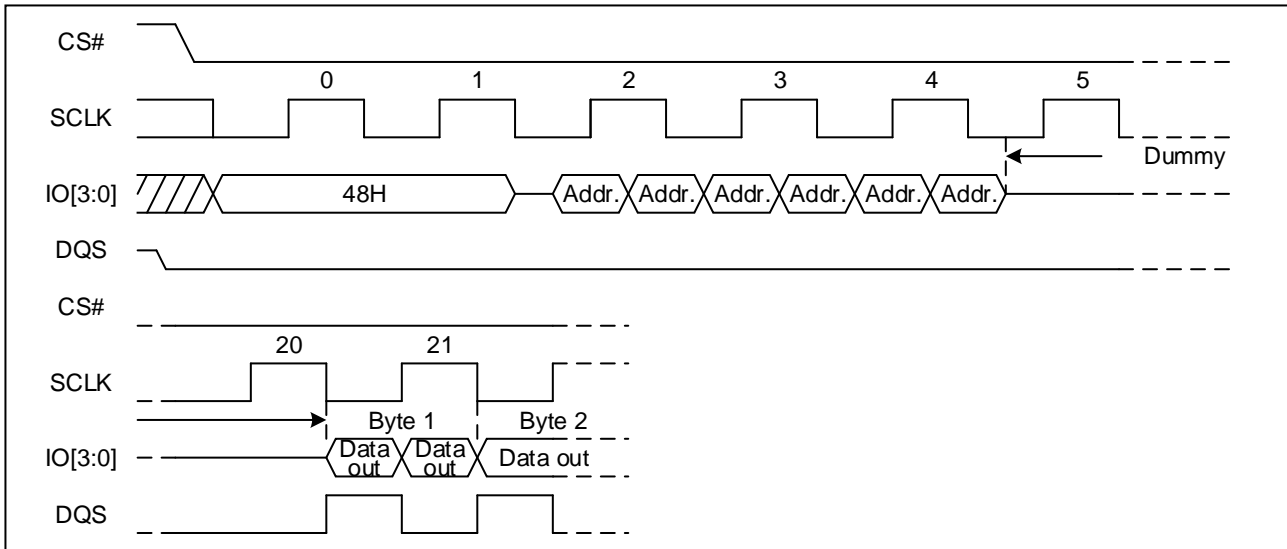 CS#
0 1 2 3 4 5
SCLK
Dummy
IO[3:0] 48H Addr. Addr. Addr. Addr. Addr. Addr.
DQS
CS#
20 21
SCLK
Byte 1 Byte 2
IO[3:0] Data out Data out Data out
DQS